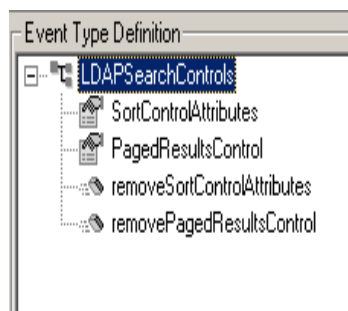 Event Type Definition
LDAPSearchControls
SortControlAttributes
PagedResultsControl
removeSortControlAttributes
removePagedResultsControl